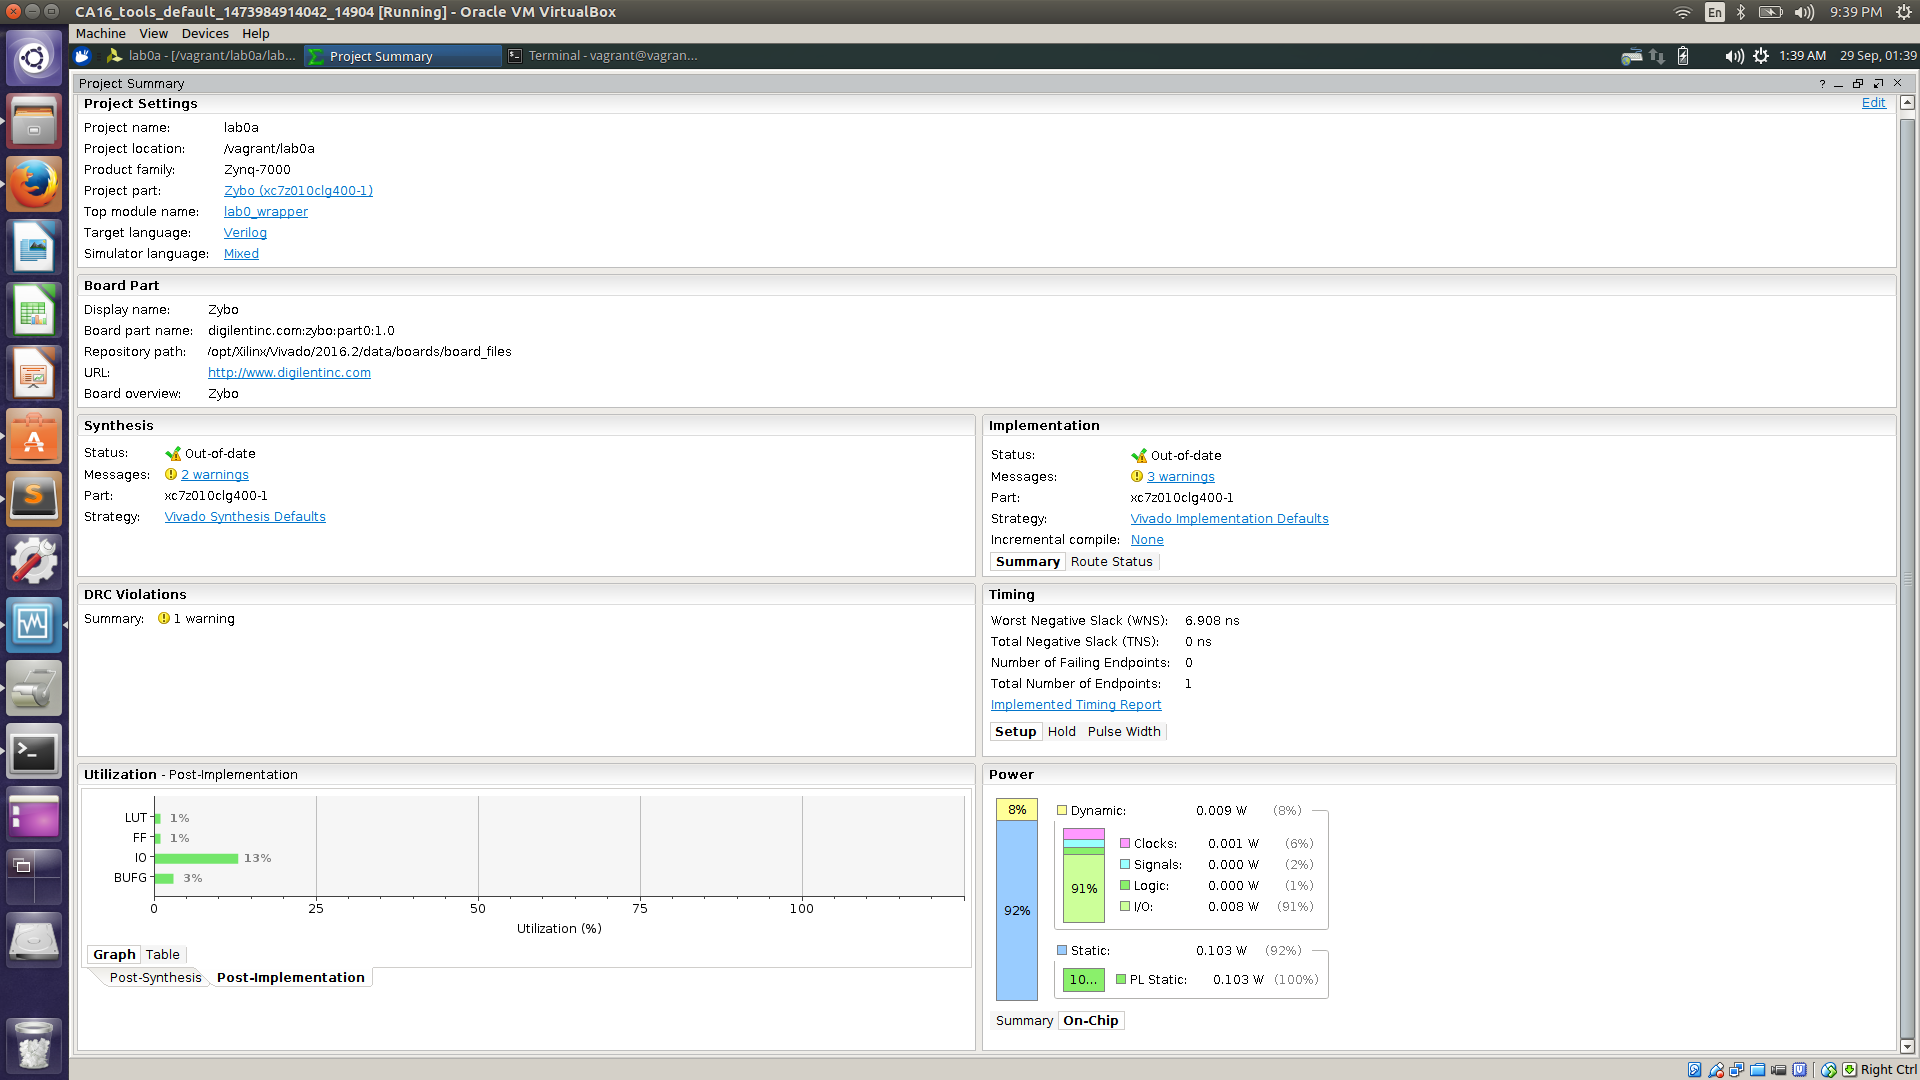 CA16_tools_default_1473984914042_14904 [Running] - Oracle VM VirtualBox
En
9:39 PM
Machine View Devices Help
lab0a - [/vagrant/lab0a/lab...
Project Summary
Terminal - vagrant@vagran...
1:39 AM 29 Sep, 01:39
Project Summary
?
Project Settings
Edit
Project name: lab0a
Project location: /vagrant/lab0a
Product family: Zynq-7000
Project part: Zybo (xc7z010clg400-1)
Top module name: lab0_wrapper
Target language: Verilog
Simulator language: Mixed
Board Part
Display name: Zybo
Board part name: digilentinc.com:zybo:part0:1.0
Repository path: /opt/Xilinx/Vivado/2016.2/data/boards/board_files
URL: http://www.digilentinc.com
Board overview: Zybo
Synthesis
Status: Out-of-date
Messages: 2 warnings
Part: xc7z010clg400-1
Strategy: Vivado Synthesis Defaults
Implementation
Status: Out-of-date
Messages: 3 warnings
Part: xc7z010clg400-1
Strategy: Vivado Implementation Defaults
Incremental compile: None
Summary Route Status
DRC Violations
Summary: 1 warning
Timing
Worst Negative Slack (WNS): 6.908 ns
Total Negative Slack (TNS): 0 ns
Number of Failing Endpoints: 0
Total Number of Endpoints: 1
Implemented Timing Report
Setup Hold Pulse Width
Utilization - Post-Implementation
LUT 1%
FF 1%
IO 13%
BUFG 3%
0 25 50 75 100
Utilization (%)
Graph Table
Post-Synthesis Post-Implementation
Power
8%
92%
Dynamic: 0.009 W (8%)
91%
Clocks: 0.001 W (6%)
Signals: 0.000 W (2%)
Logic: 0.000 W (1%)
I/O: 0.008 W (91%)
Static: 0.103 W (92%)
10... PL Static: 0.103 W (100%)
Summary On-Chip
Right Ctrl